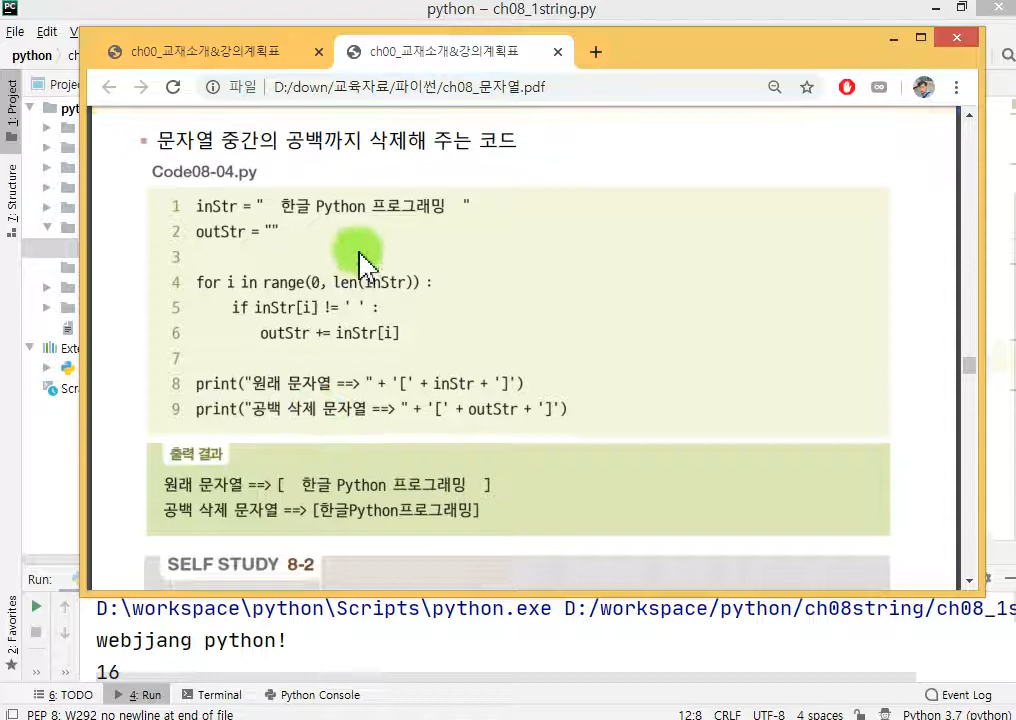 PC python – ch08_1string.py
File Edit V
python ch
ch00_교재소개&강의계획표
ch00_교재소개&강의계획표
파일 D:/down/교육자료/파이썬/ch08_문자열.pdf
1: Project
Proje
pyt
7: Structure
Exte
Scra
2: Favorites
문자열 중간의 공백까지 삭제해 주는 코드
Code08-04.py
1 inStr = "  한글 Python 프로그래밍  "
2 outStr = ""
3
4 for i in range(0, len(inStr)) :
5 if inStr[i] != ' ' :
6 outStr += inStr[i]
7
8 print("원래 문자열 ==> " + '[' + inStr + ']')
9 print("공백 삭제 문자열 ==> " + '[' + outStr + ']')
출력 결과
원래 문자열 ==> [  한글 Python 프로그래밍  ]
공백 삭제 문자열 ==> [한글Python프로그래밍]
SELF STUDY 8-2
Run:
D:\workspace\python\Scripts\python.exe D:/workspace/python/ch08string/ch08_1s
webjjang python!
16
6: TODO 4: Run Terminal Python Console Event Log
PEP 8: W292 no newline at end of file 12:8 CRLF UTF-8 4 spaces Python 3.7 (python)